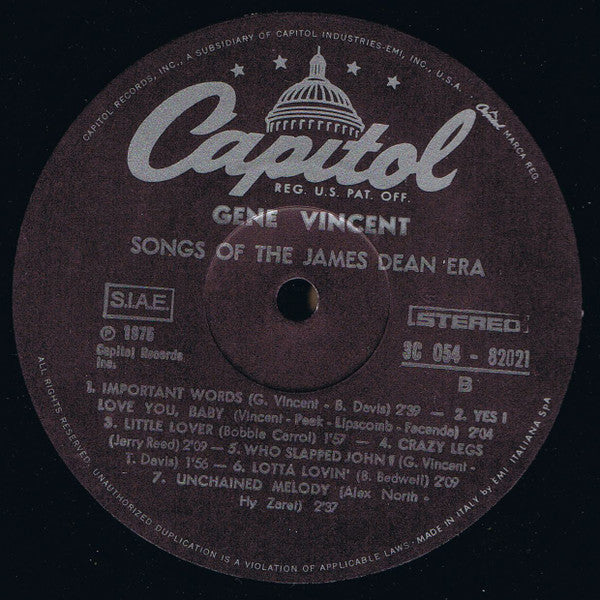 CAPITOL RECORDS, INC., A SUBSIDIARY OF CAPITOL INDUSTRIES-EMI, INC., U.S.A.
Capitol MARCA REG.
Capitol
REG. U.S. PAT. OFF.
GENE VINCENT
SONGS OF THE JAMES DEAN ERA
S.I.A.E.
℗ 1976
Capitol Records
Inc.
STEREO
3C 054 - 82021
B
1. IMPORTANT WORDS (G. Vincent - B. Davis) 2'39 — 2. YES I
LOVE YOU, BABY (Vincent - Peek - Lipscomb - Facenda) 2'04
3. LITTLE LOVER (Bobbie Carrol) 1'57 — 4. CRAZY LEGS
(Jerry Reed) 2'09 — 5. WHO SLAPPED JOHN? (G. Vincent -
T. Davis) 1'56 — 6. LOTTA LOVIN' (B. Bedwell) 2'09
7. UNCHAINED MELODY (Alex North -
Hy Zaret) 2'37
ALL RIGHTS RESERVED. UNAUTHORIZED DUPLICATION IS A VIOLATION OF APPLICABLE LAWS - MADE IN ITALY by EMI ITALIANA SPA